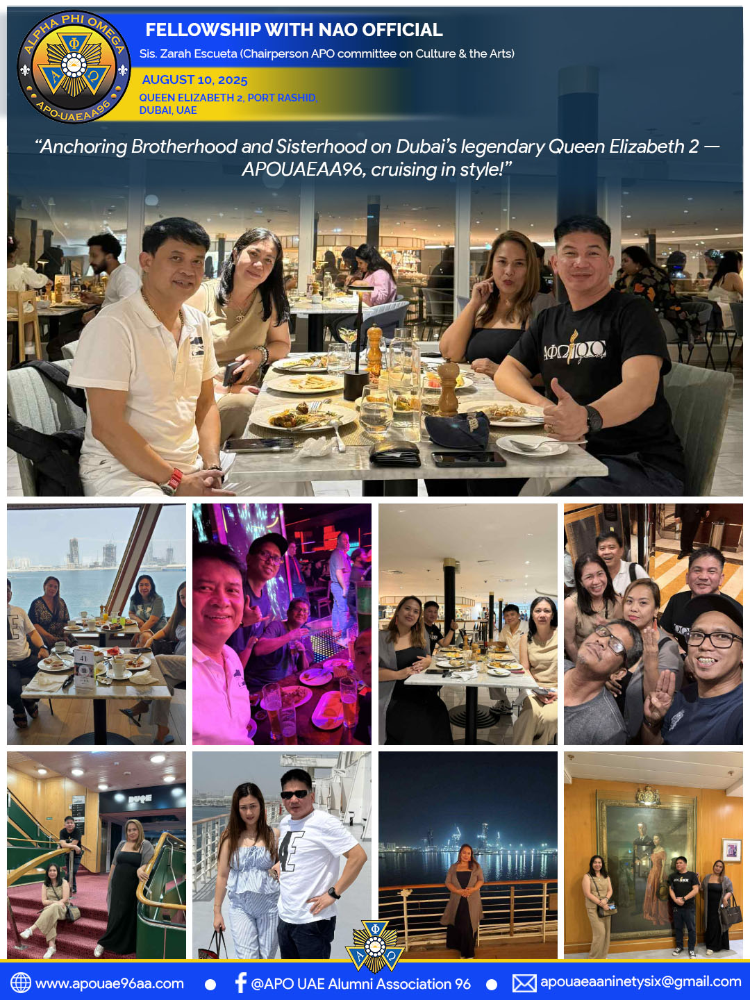 ALPHA PHI OMEGA
Φ
Α
Ω
APO-UAEAA96
FELLOWSHIP WITH NAO OFFICIAL
Sis. Zarah Escueta (Chairperson APO committee on Culture & the Arts)
AUGUST 10, 2025
QUEEN ELIZABETH 2, PORT RASHID,
DUBAI, UAE
“Anchoring Brotherhood and Sisterhood on Dubai’s legendary Queen Elizabeth 2 —
APOUAEAA96, cruising in style!”
ΑΦΩ
41
Φ
Α
Ω
www.apouae96aa.com
@APO UAE Alumni Association 96
apouaeaaninetysix@gmail.com